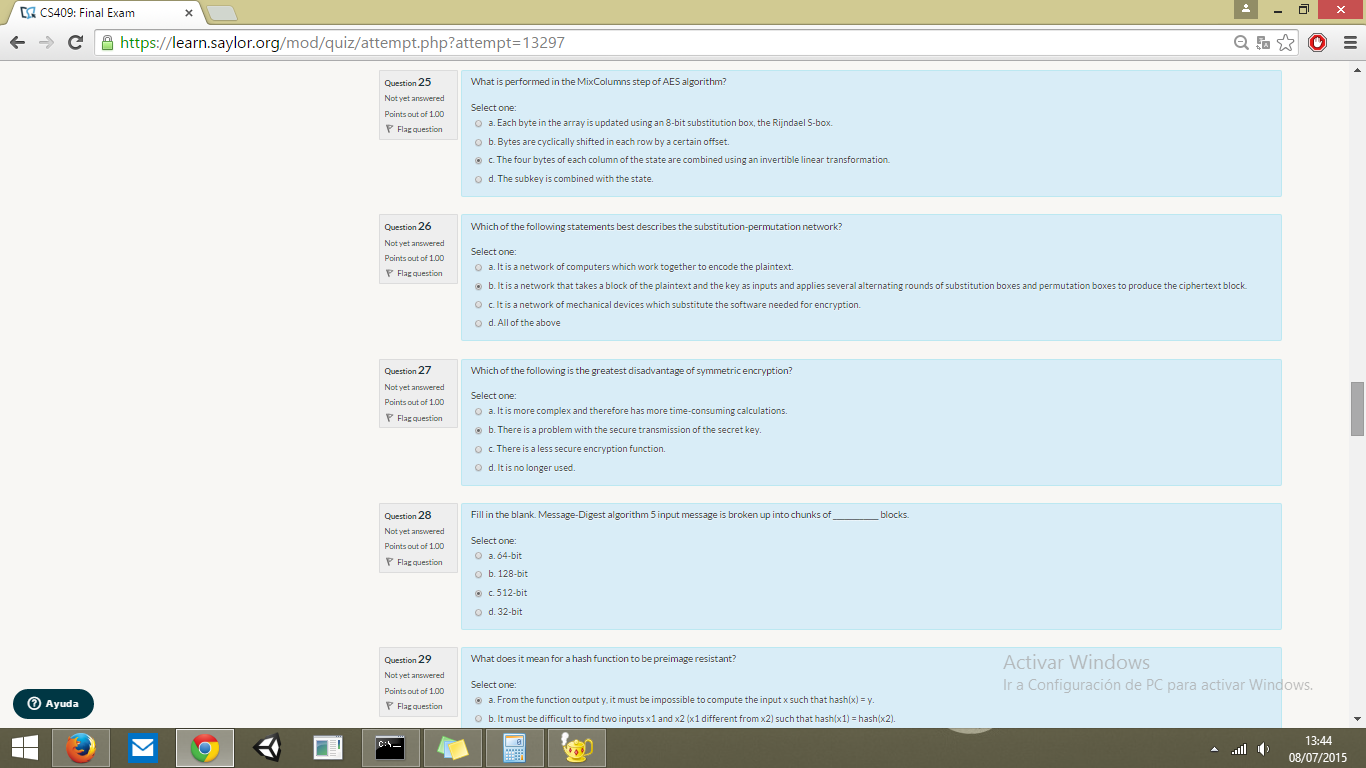 CS409: Final Exam
https://learn.saylor.org/mod/quiz/attempt.php?attempt=13297
Question 25
Not yet answered
Points out of 1.00
Flag question
What is performed in the MixColumns step of AES algorithm?
Select one:
a. Each byte in the array is updated using an 8-bit substitution box, the Rijndael S-box.
b. Bytes are cyclically shifted in each row by a certain offset.
c. The four bytes of each column of the state are combined using an invertible linear transformation.
d. The subkey is combined with the state.
Question 26
Not yet answered
Points out of 1.00
Flag question
Which of the following statements best describes the substitution-permutation network?
Select one:
a. It is a network of computers which work together to encode the plaintext.
b. It is a network that takes a block of the plaintext and the key as inputs and applies several alternating rounds of substitution boxes and permutation boxes to produce the ciphertext block.
c. It is a network of mechanical devices which substitute the software needed for encryption.
d. All of the above
Question 27
Not yet answered
Points out of 1.00
Flag question
Which of the following is the greatest disadvantage of symmetric encryption?
Select one:
a. It is more complex and therefore has more time-consuming calculations.
b. There is a problem with the secure transmission of the secret key.
c. There is a less secure encryption function.
d. It is no longer used.
Question 28
Not yet answered
Points out of 1.00
Flag question
Fill in the blank. Message-Digest algorithm 5 input message is broken up into chunks of __________ blocks.
Select one:
a. 64-bit
b. 128-bit
c. 512-bit
d. 32-bit
Question 29
Not yet answered
Points out of 1.00
Flag question
What does it mean for a hash function to be preimage resistant?
Select one:
a. From the function output y, it must be impossible to compute the input x such that hash(x) = y.
b. It must be difficult to find two inputs x1 and x2 (x1 different from x2) such that hash(x1) = hash(x2).
Activar Windows
Ir a Configuración de PC para activar Windows.
Ayuda
13:44
08/07/2015